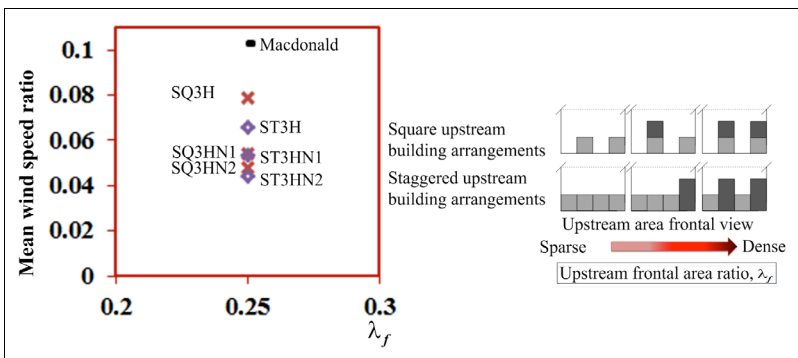 Mean wind speed ratio
0.1
0.08
0.06
0.04
0.02
0
0.2
0.25
0.3
λf
Macdonald
SQ3H
ST3H
SQ3HN1
ST3HN1
SQ3HN2
ST3HN2
Square upstream
building arrangements
Staggered upstream
building arrangements
Upstream area frontal view
Sparse
Dense
Upstream frontal area ratio, λf